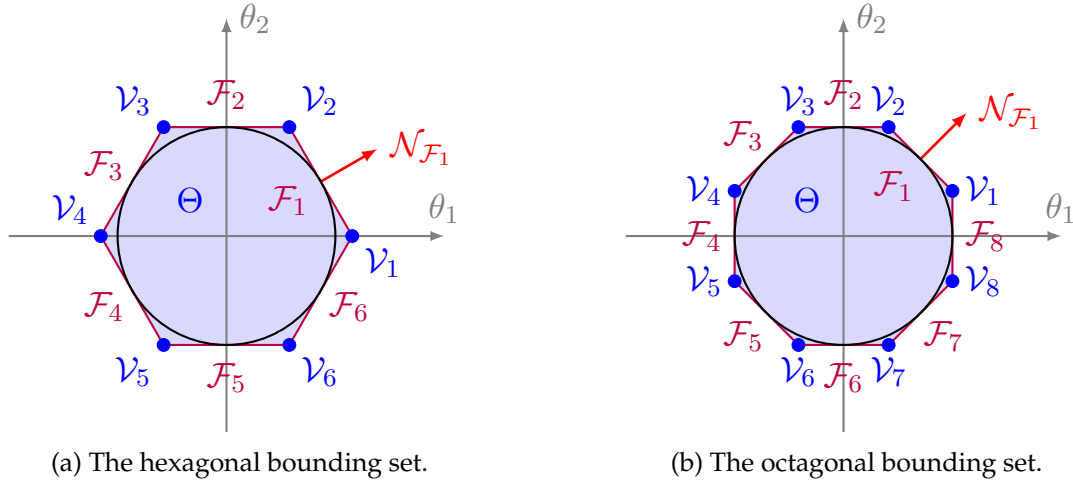 θ₂
𝒱₃ ℱ₂ 𝒱₂
𝒩_ℱ₁
ℱ₃
Θ ℱ₁
𝒱₄ θ₁
𝒱₁
ℱ₄ ℱ₆
𝒱₅ ℱ₅ 𝒱₆
(a) The hexagonal bounding set.
θ₂
𝒱₃ ℱ₂ 𝒱₂
𝒩_ℱ₁
ℱ₃
ℱ₁
𝒱₄ Θ 𝒱₁
θ₁
ℱ₄ ℱ₈
𝒱₅ 𝒱₈
ℱ₅ ℱ₇
𝒱₆ ℱ₆ 𝒱₇
(b) The octagonal bounding set.